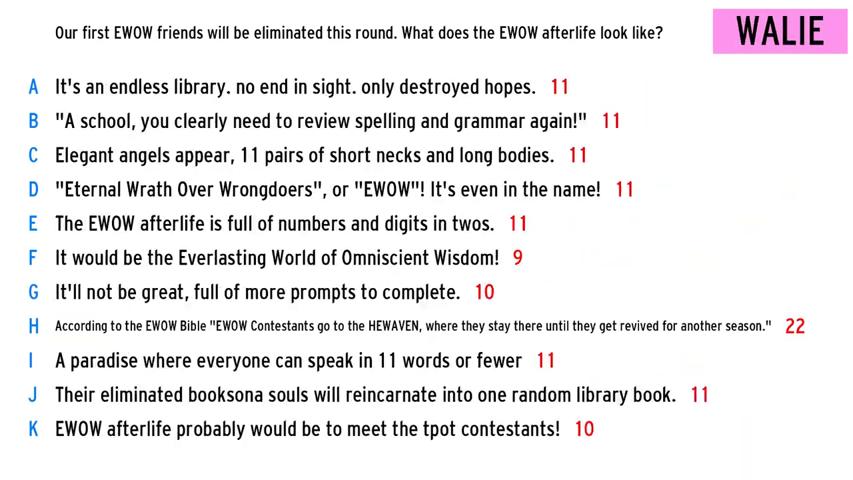 Our first EWOW friends will be eliminated this round. What does the EWOW afterlife look like?
WALIE
A It's an endless library. no end in sight. only destroyed hopes. 11
B "A school, you clearly need to review spelling and grammar again!" 11
C Elegant angels appear, 11 pairs of short necks and long bodies. 11
D "Eternal Wrath Over Wrongdoers", or "EWOW"! It's even in the name! 11
E The EWOW afterlife is full of numbers and digits in twos. 11
F It would be the Everlasting World of Omniscient Wisdom! 9
G It'll not be great, full of more prompts to complete. 10
H According to the EWOW Bible "EWOW Contestants go to the HEWAVEN, where they stay there until they get revived for another season." 22
I A paradise where everyone can speak in 11 words or fewer 11
J Their eliminated booksona souls will reincarnate into one random library book. 11
K EWOW afterlife probably would be to meet the tpot contestants! 10